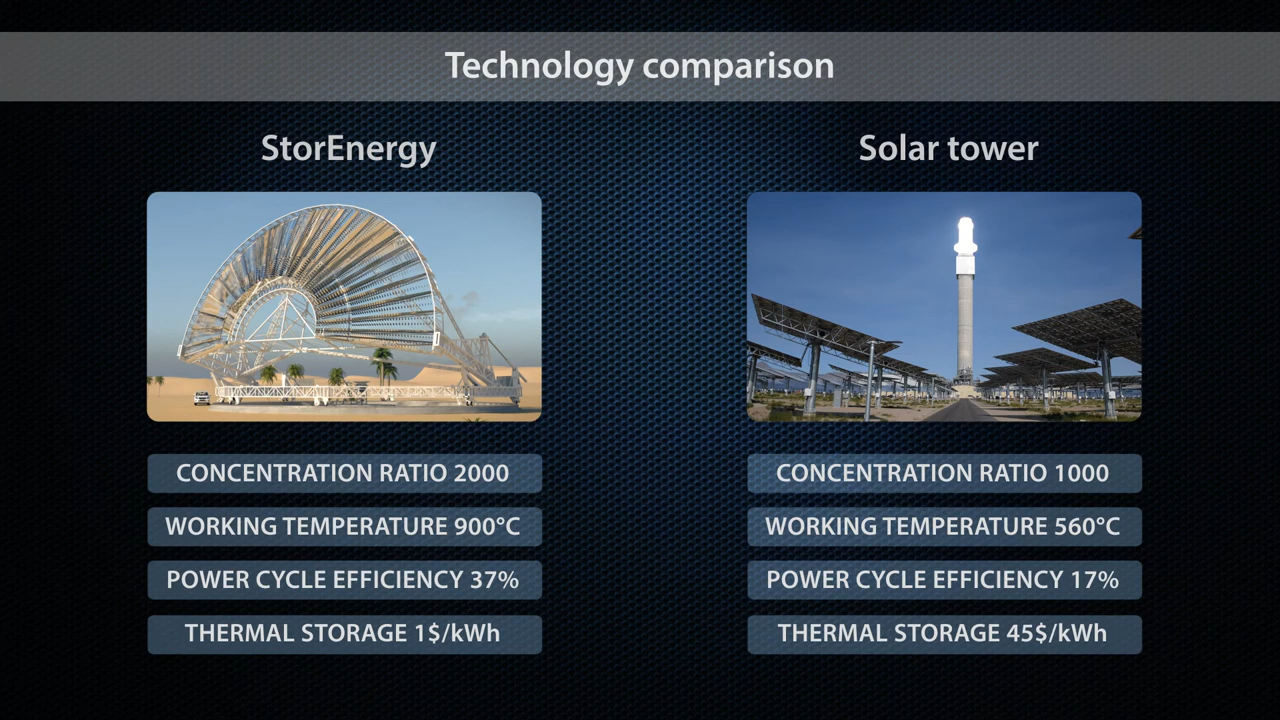 Technology comparison
StorEnergy
CONCENTRATION RATIO 2000
WORKING TEMPERATURE 900°C
POWER CYCLE EFFICIENCY 37%
THERMAL STORAGE 1$/kWh
Solar tower
CONCENTRATION RATIO 1000
WORKING TEMPERATURE 560°C
POWER CYCLE EFFICIENCY 17%
THERMAL STORAGE 45$/kWh